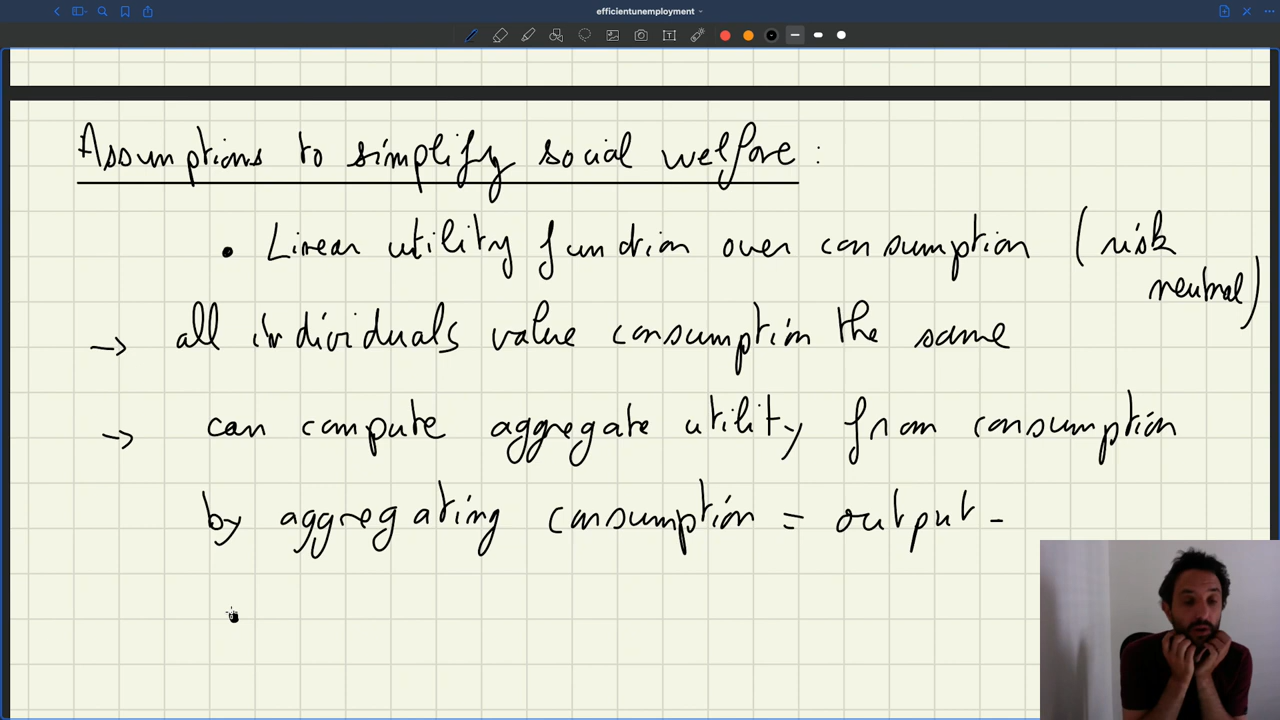 efficientunemployment
Assumptions to simplify social welfare :
• Linear utility function over consumption (risk
neutral)
→ all individuals value consumption the same
→ can compute aggregate utility from consumption
by aggregating consumption = output -